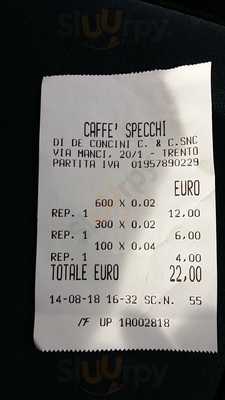 sluurpy
CAFFE' SPECCHI
DI DE CONCINI C. & C.SNC
VIA MANCI, 20/1 - TRENTO
PARTITA IVA 01957890229
EURO
600 X 0.02
REP. 1 12,00
300 X 0.02
REP. 1 6,00
100 X 0.04
REP. 1 4,00
TOTALE EURO 22,00
14-08-18 16-32 SC.N. 55
UP 1A002818
sluurpy